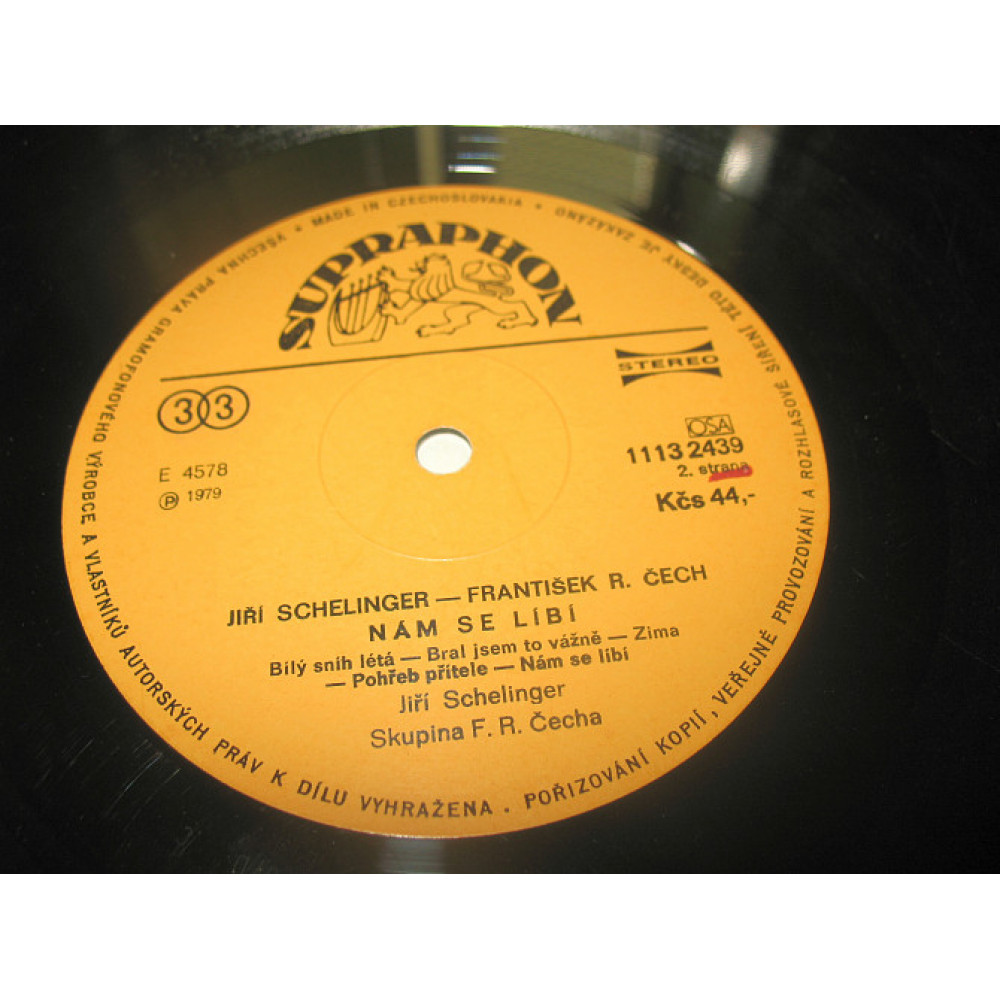 VŠECHNA PRÁVA GRAMOFONOVÉHO VÝROBCE A VLASTNÍKŮ AUTORSKÝCH PRÁV K DÍLU VYHRAŽENA . POŘIZOVÁNÍ KOPIÍ, VEŘEJNÉ PROVOZOVÁNÍ A ROZHLASOVÉ ŠÍŘENÍ TÉTO DESKY JE ZAKÁZÁNO • MADE IN CZECHOSLOVAKIA •
SUPRAPHON
STEREO
33
OSA
1113 2439
E 4578
2. strana
℗ 1979
Kčs 44,-
JIŘÍ SCHELINGER — FRANTIŠEK R. ČECH
NÁM SE LÍBÍ
Bílý sníh létá — Bral jsem to vážně — Zima
— Pohřeb přítele — Nám se líbí
Jiří Schelinger
Skupina F. R. Čecha